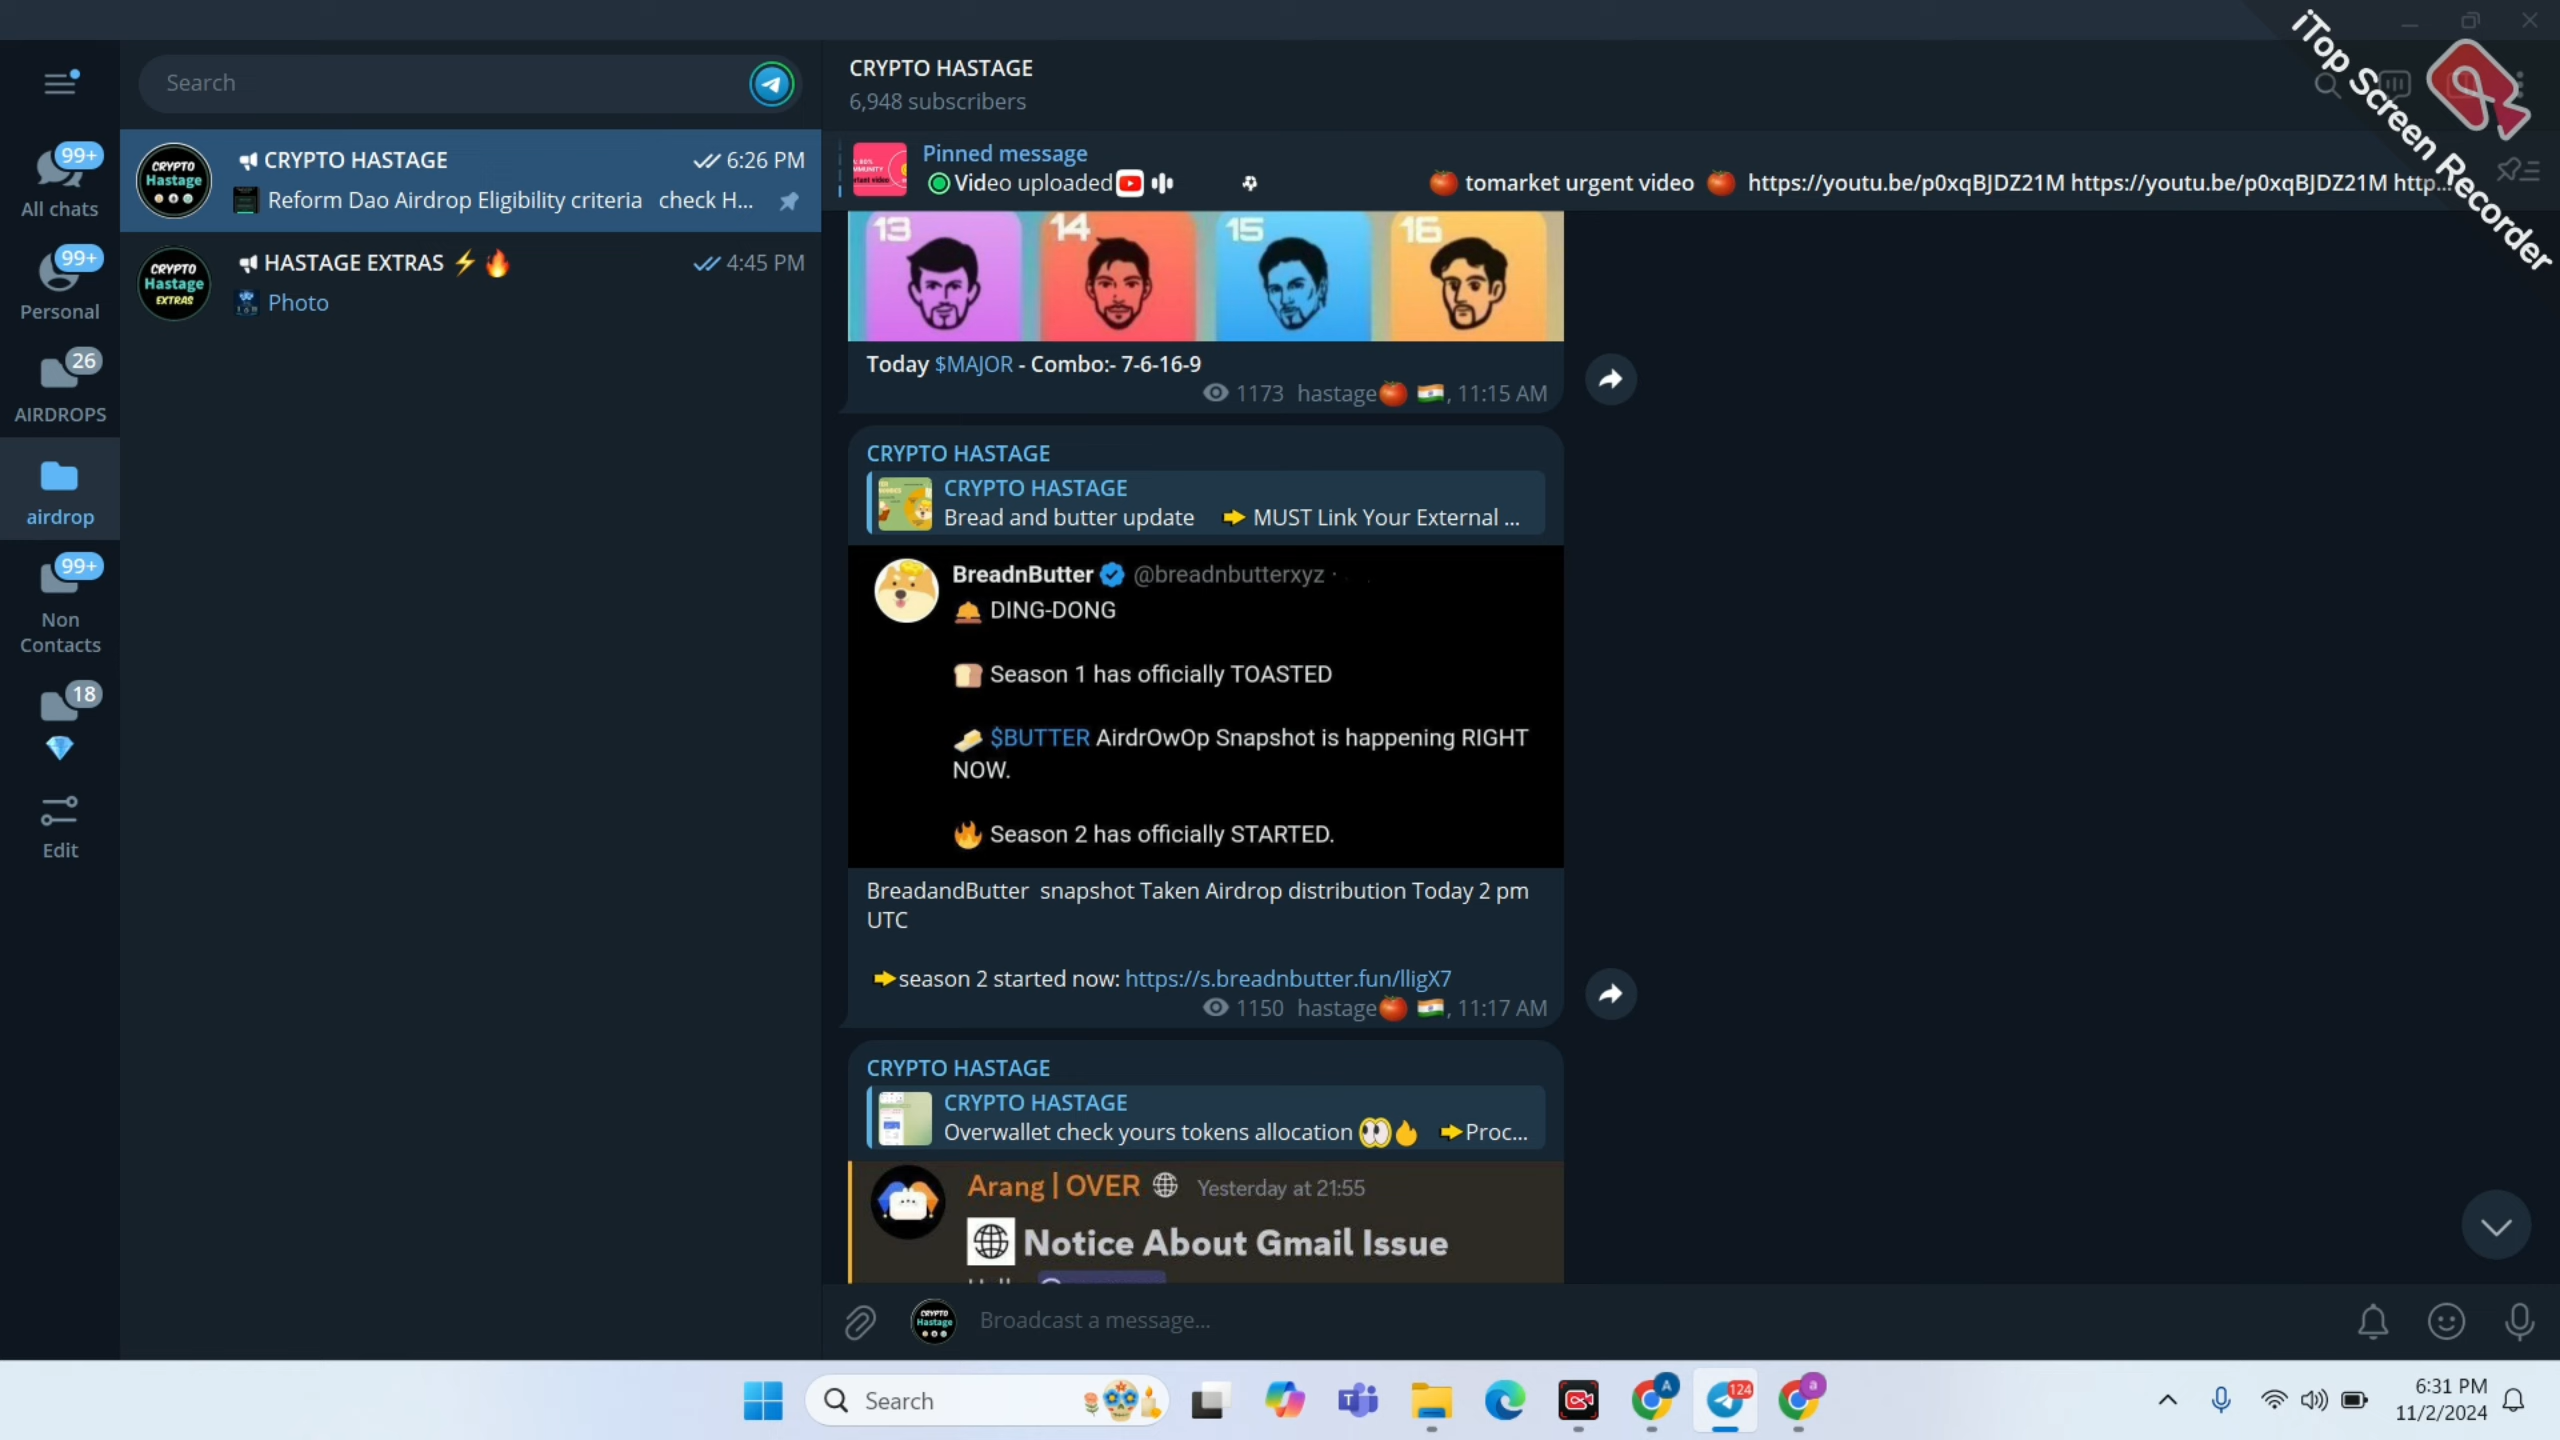 iTop Screen Recorder
Search
CRYPTO HASTAGE
6,948 subscribers
Pinned message
Video uploaded
tomarket urgent video https://youtu.be/p0xqBJDZ21M https://youtu.be/p0xqBJDZ21M http...
99+
All chats
99+
Personal
26
AIRDROPS
airdrop
99+
Non
Contacts
18
Edit
CRYPTO
Hastage
CRYPTO HASTAGE
6:26 PM
Reform Dao Airdrop Eligibility criteria check H...
CRYPTO
Hastage
EXTRAS
HASTAGE EXTRAS
4:45 PM
Photo
13
14
15
16
Today $MAJOR - Combo:- 7-6-16-9
1173 hastage , 11:15 AM
CRYPTO HASTAGE
CRYPTO HASTAGE
Bread and butter update MUST Link Your External ...
BreadnButter @breadnbutterxyz ·
DING-DONG
Season 1 has officially TOASTED
$BUTTER AirdrOwOp Snapshot is happening RIGHT
NOW.
Season 2 has officially STARTED.
BreadandButter snapshot Taken Airdrop distribution Today 2 pm
UTC
season 2 started now: https://s.breadnbutter.fun/lligX7
1150 hastage , 11:17 AM
CRYPTO HASTAGE
CRYPTO HASTAGE
Overwallet check yours tokens allocation Proc...
Arang | OVER Yesterday at 21:55
Notice About Gmail Issue
CRYPTO
Hastage
Broadcast a message...
Search
A
124
a
6:31 PM
11/2/2024